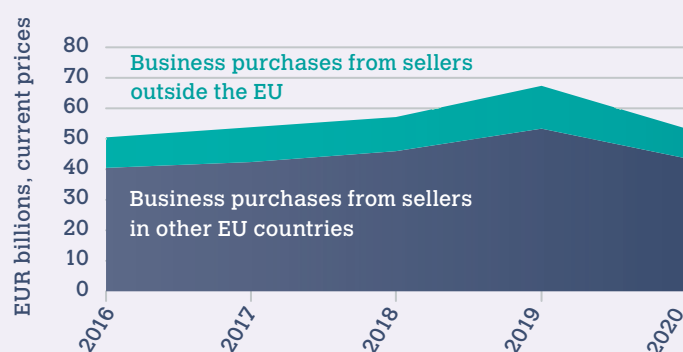 EUR billions, current prices
80
70
60
50
40
30
20
10
0
Business purchases from sellers
outside the EU
Business purchases from sellers
in other EU countries
2016
2017
2018
2019
2020